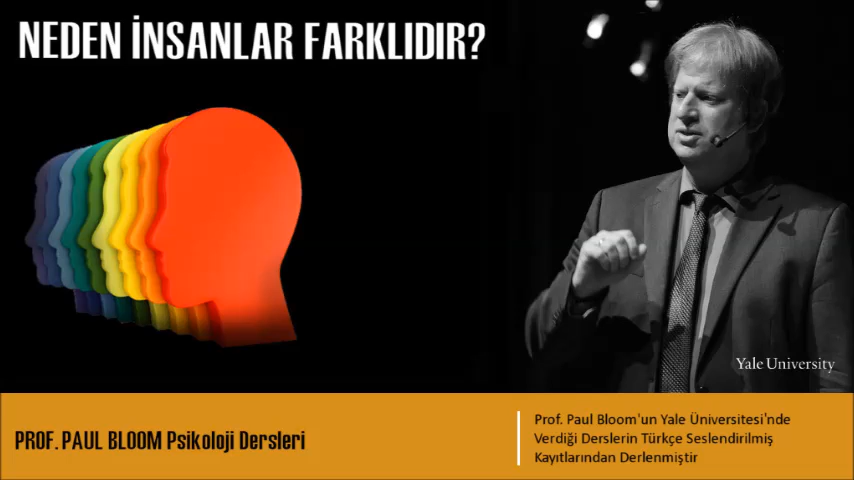 NEDEN İNSANLAR FARKLIDIR?
Yale University
PROF. PAUL BLOOM Psikoloji Dersleri
Prof. Paul Bloom'un Yale Üniversitesi'nde
Verdiği Derslerin Türkçe Seslendirilmiş
Kayıtlarından Derlenmiştir